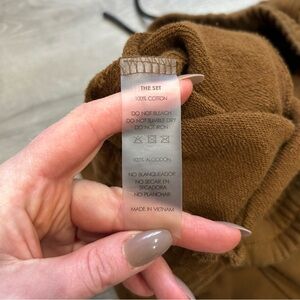 THE SET
100% COTTON
DO NOT BLEACH
DO NOT TUMBLE DRY
DO NOT IRON
100% ALGODON
NO BLANQUEADOR
NO SECAR EN
SECADORA
NO PLANCHAR
MADE IN VIETNAM